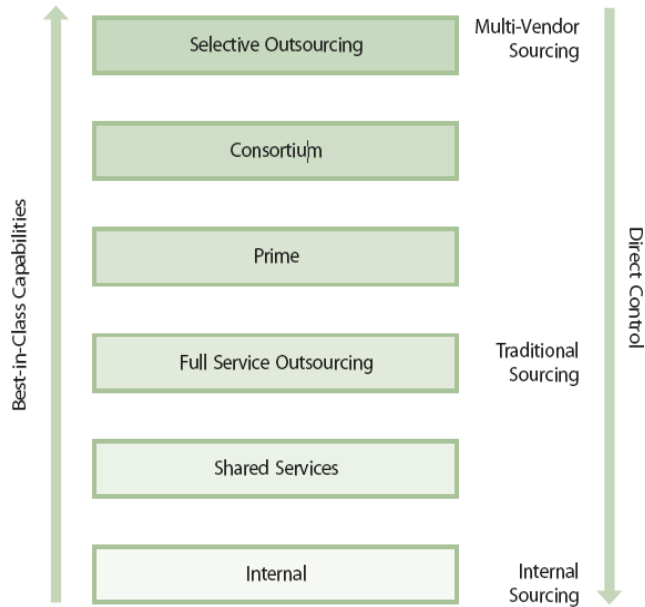 Selective Outsourcing
Multi-Vendor
Sourcing
Consortium
Prime
Best-in-Class Capabilities
Direct Control
Full Service Outsourcing
Traditional
Sourcing
Shared Services
Internal
Internal
Sourcing